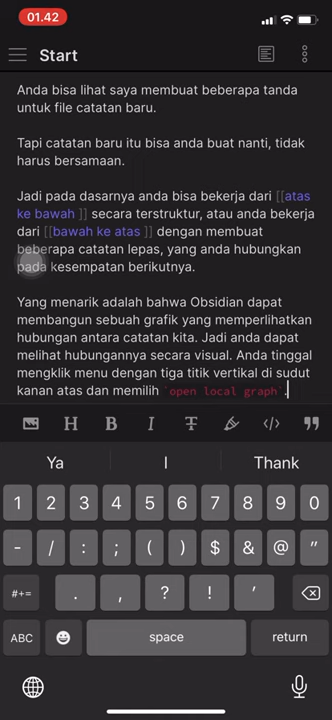 01.42
Start
Anda bisa lihat saya membuat beberapa tanda
untuk file catatan baru.
Tapi catatan baru itu bisa anda buat nanti, tidak
harus bersamaan.
Jadi pada dasarnya anda bisa bekerja dari [[atas
ke bawah ]] secara terstruktur, atau anda bekerja
dari [[bawah ke atas ]] dengan membuat
beberapa catatan lepas, yang anda hubungkan
pada kesempatan berikutnya.
Yang menarik adalah bahwa Obsidian dapat
membangun sebuah grafik yang memperlihatkan
hubungan antara catatan kita. Jadi anda dapat
melihat hubungannya secara visual. Anda tinggal
mengklik menu dengan tiga titik vertikal di sudut
kanan atas dan memilih `open local graph`.
H B I T </> "
Ya I Thank
1 2 3 4 5 6 7 8 9 0
- / : ; ( ) $ & @ "
#+= . , ? ! '
ABC space return